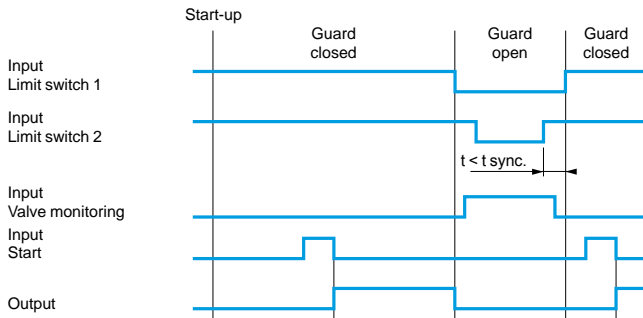 Start-up
Guard
closed
Guard
open
Guard
closed
Input
Limit switch 1
Input
Limit switch 2
t < t sync.
Input
Valve monitoring
Input
Start
Output